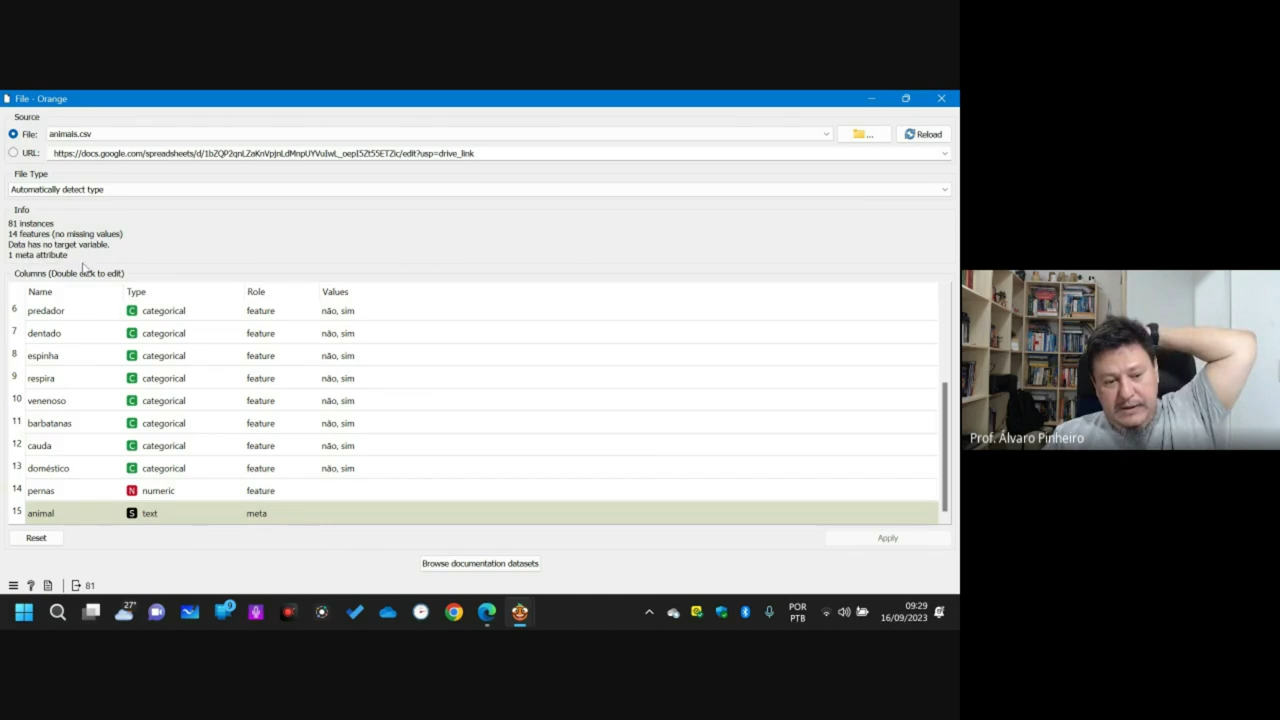 File - Orange
Source
File: animais.csv
... Reload
URL: https://docs.google.com/spreadsheets/d/1bZQP2qnLZaKnVpjnLdMnpUYVuIwL_oepI5Zt55ETZic/edit?usp=drive_link
File Type
Automatically detect type
Info
81 instances
14 features (no missing values)
Data has no target variable.
1 meta attribute
Columns (Double click to edit)
Name Type Role Values
6 predador C categorical feature não, sim
7 dentado C categorical feature não, sim
8 espinha C categorical feature não, sim
9 respira C categorical feature não, sim
10 venenoso C categorical feature não, sim
11 barbatanas C categorical feature não, sim
12 cauda C categorical feature não, sim
13 doméstico C categorical feature não, sim
14 pernas N numeric feature
15 animal S text meta
Reset Apply
Browse documentation datasets
? 81
27°
POR
PTB
09:29
16/09/2023
Prof. Álvaro Pinheiro